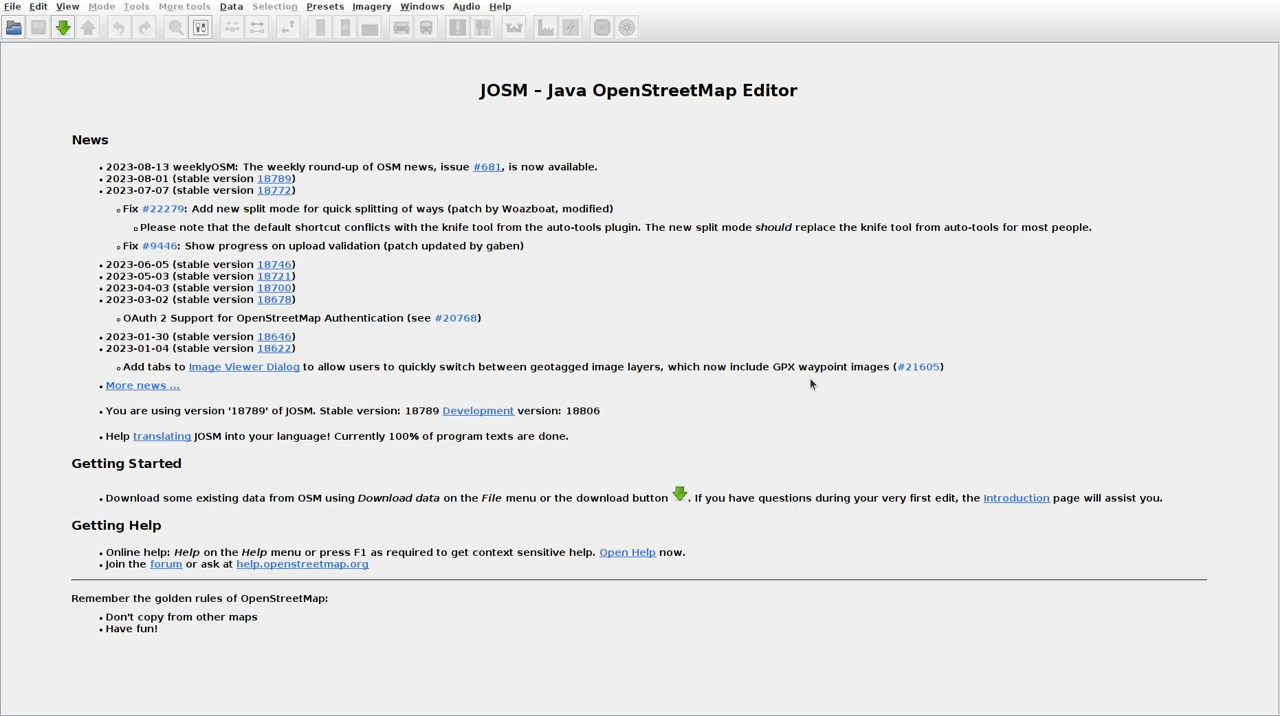 File Edit View Mode Tools More tools Data Selection Presets Imagery Windows Audio Help
JOSM – Java OpenStreetMap Editor
News
2023-08-13 weeklyOSM: The weekly round-up of OSM news, issue #681, is now available.
2023-08-01 (stable version 18789)
2023-07-07 (stable version 18772)
Fix #22279: Add new split mode for quick splitting of ways (patch by Woazboat, modified)
Please note that the default shortcut conflicts with the knife tool from the auto-tools plugin. The new split mode should replace the knife tool from auto-tools for most people.
Fix #9446: Show progress on upload validation (patch updated by gaben)
2023-06-05 (stable version 18746)
2023-05-03 (stable version 18721)
2023-04-03 (stable version 18700)
2023-03-02 (stable version 18678)
OAuth 2 Support for OpenStreetMap Authentication (see #20768)
2023-01-30 (stable version 18646)
2023-01-04 (stable version 18622)
Add tabs to Image Viewer Dialog to allow users to quickly switch between geotagged image layers, which now include GPX waypoint images (#21605)
More news ...
You are using version '18789' of JOSM. Stable version: 18789 Development version: 18806
Help translating JOSM into your language! Currently 100% of program texts are done.
Getting Started
Download some existing data from OSM using Download data on the File menu or the download button . If you have questions during your very first edit, the Introduction page will assist you.
Getting Help
Online help: Help on the Help menu or press F1 as required to get context sensitive help. Open Help now.
Join the forum or ask at help.openstreetmap.org
Remember the golden rules of OpenStreetMap:
Don't copy from other maps
Have fun!